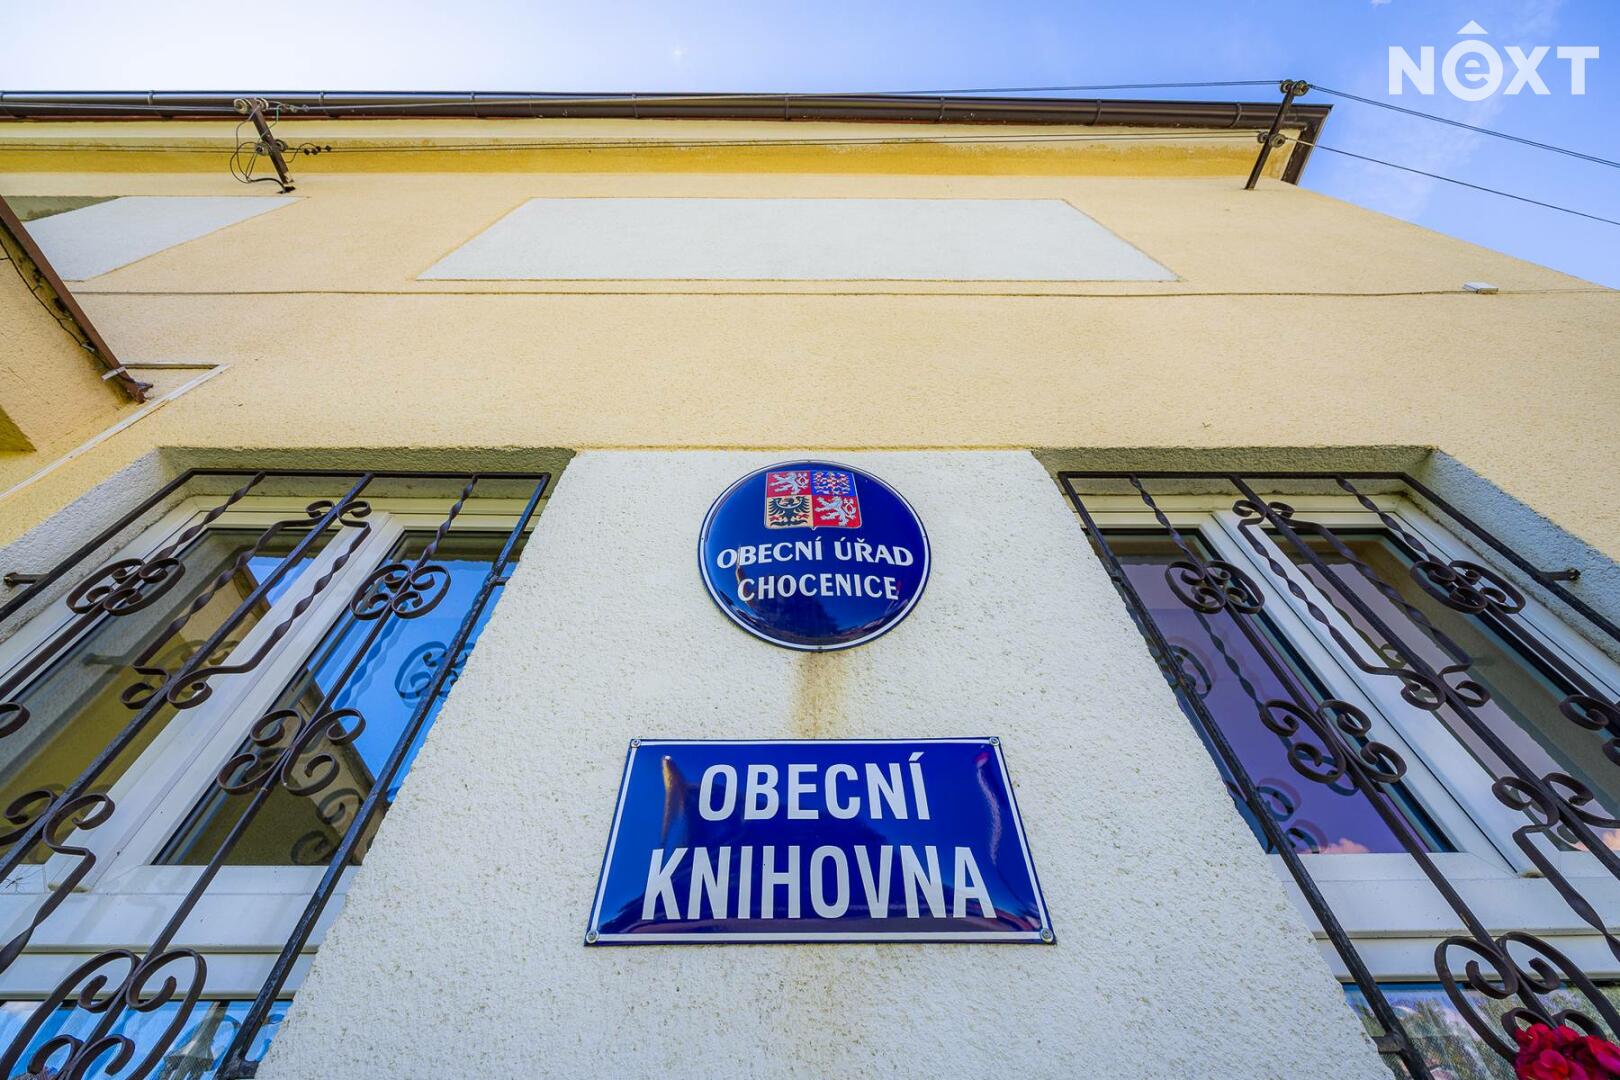 NEXT
OBECNÍ ÚŘAD
CHOCENICE
OBECNÍ
KNIHOVNA